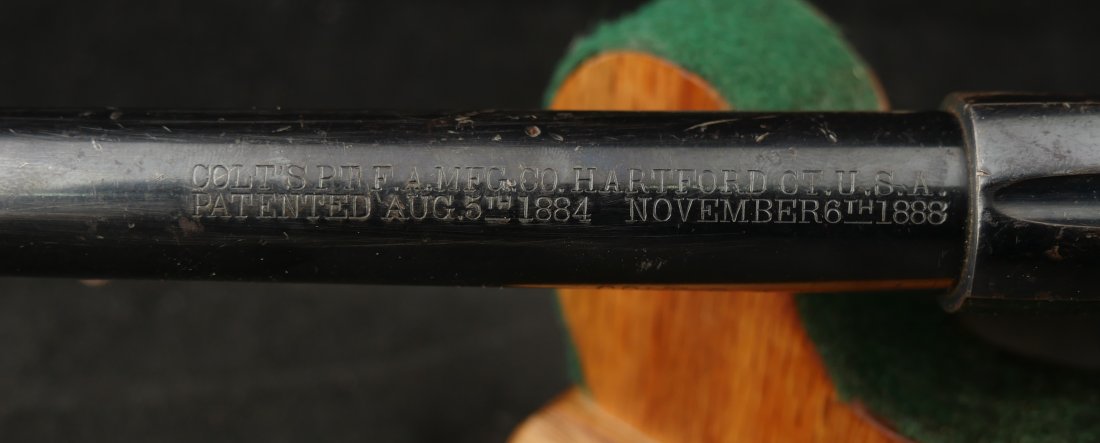 COLT'S PT. F. A. MFG. CO. HARTFORD CT. U.S.A.
PATENTED AUG. 5TH 1884 NOVEMBER 6TH 1888